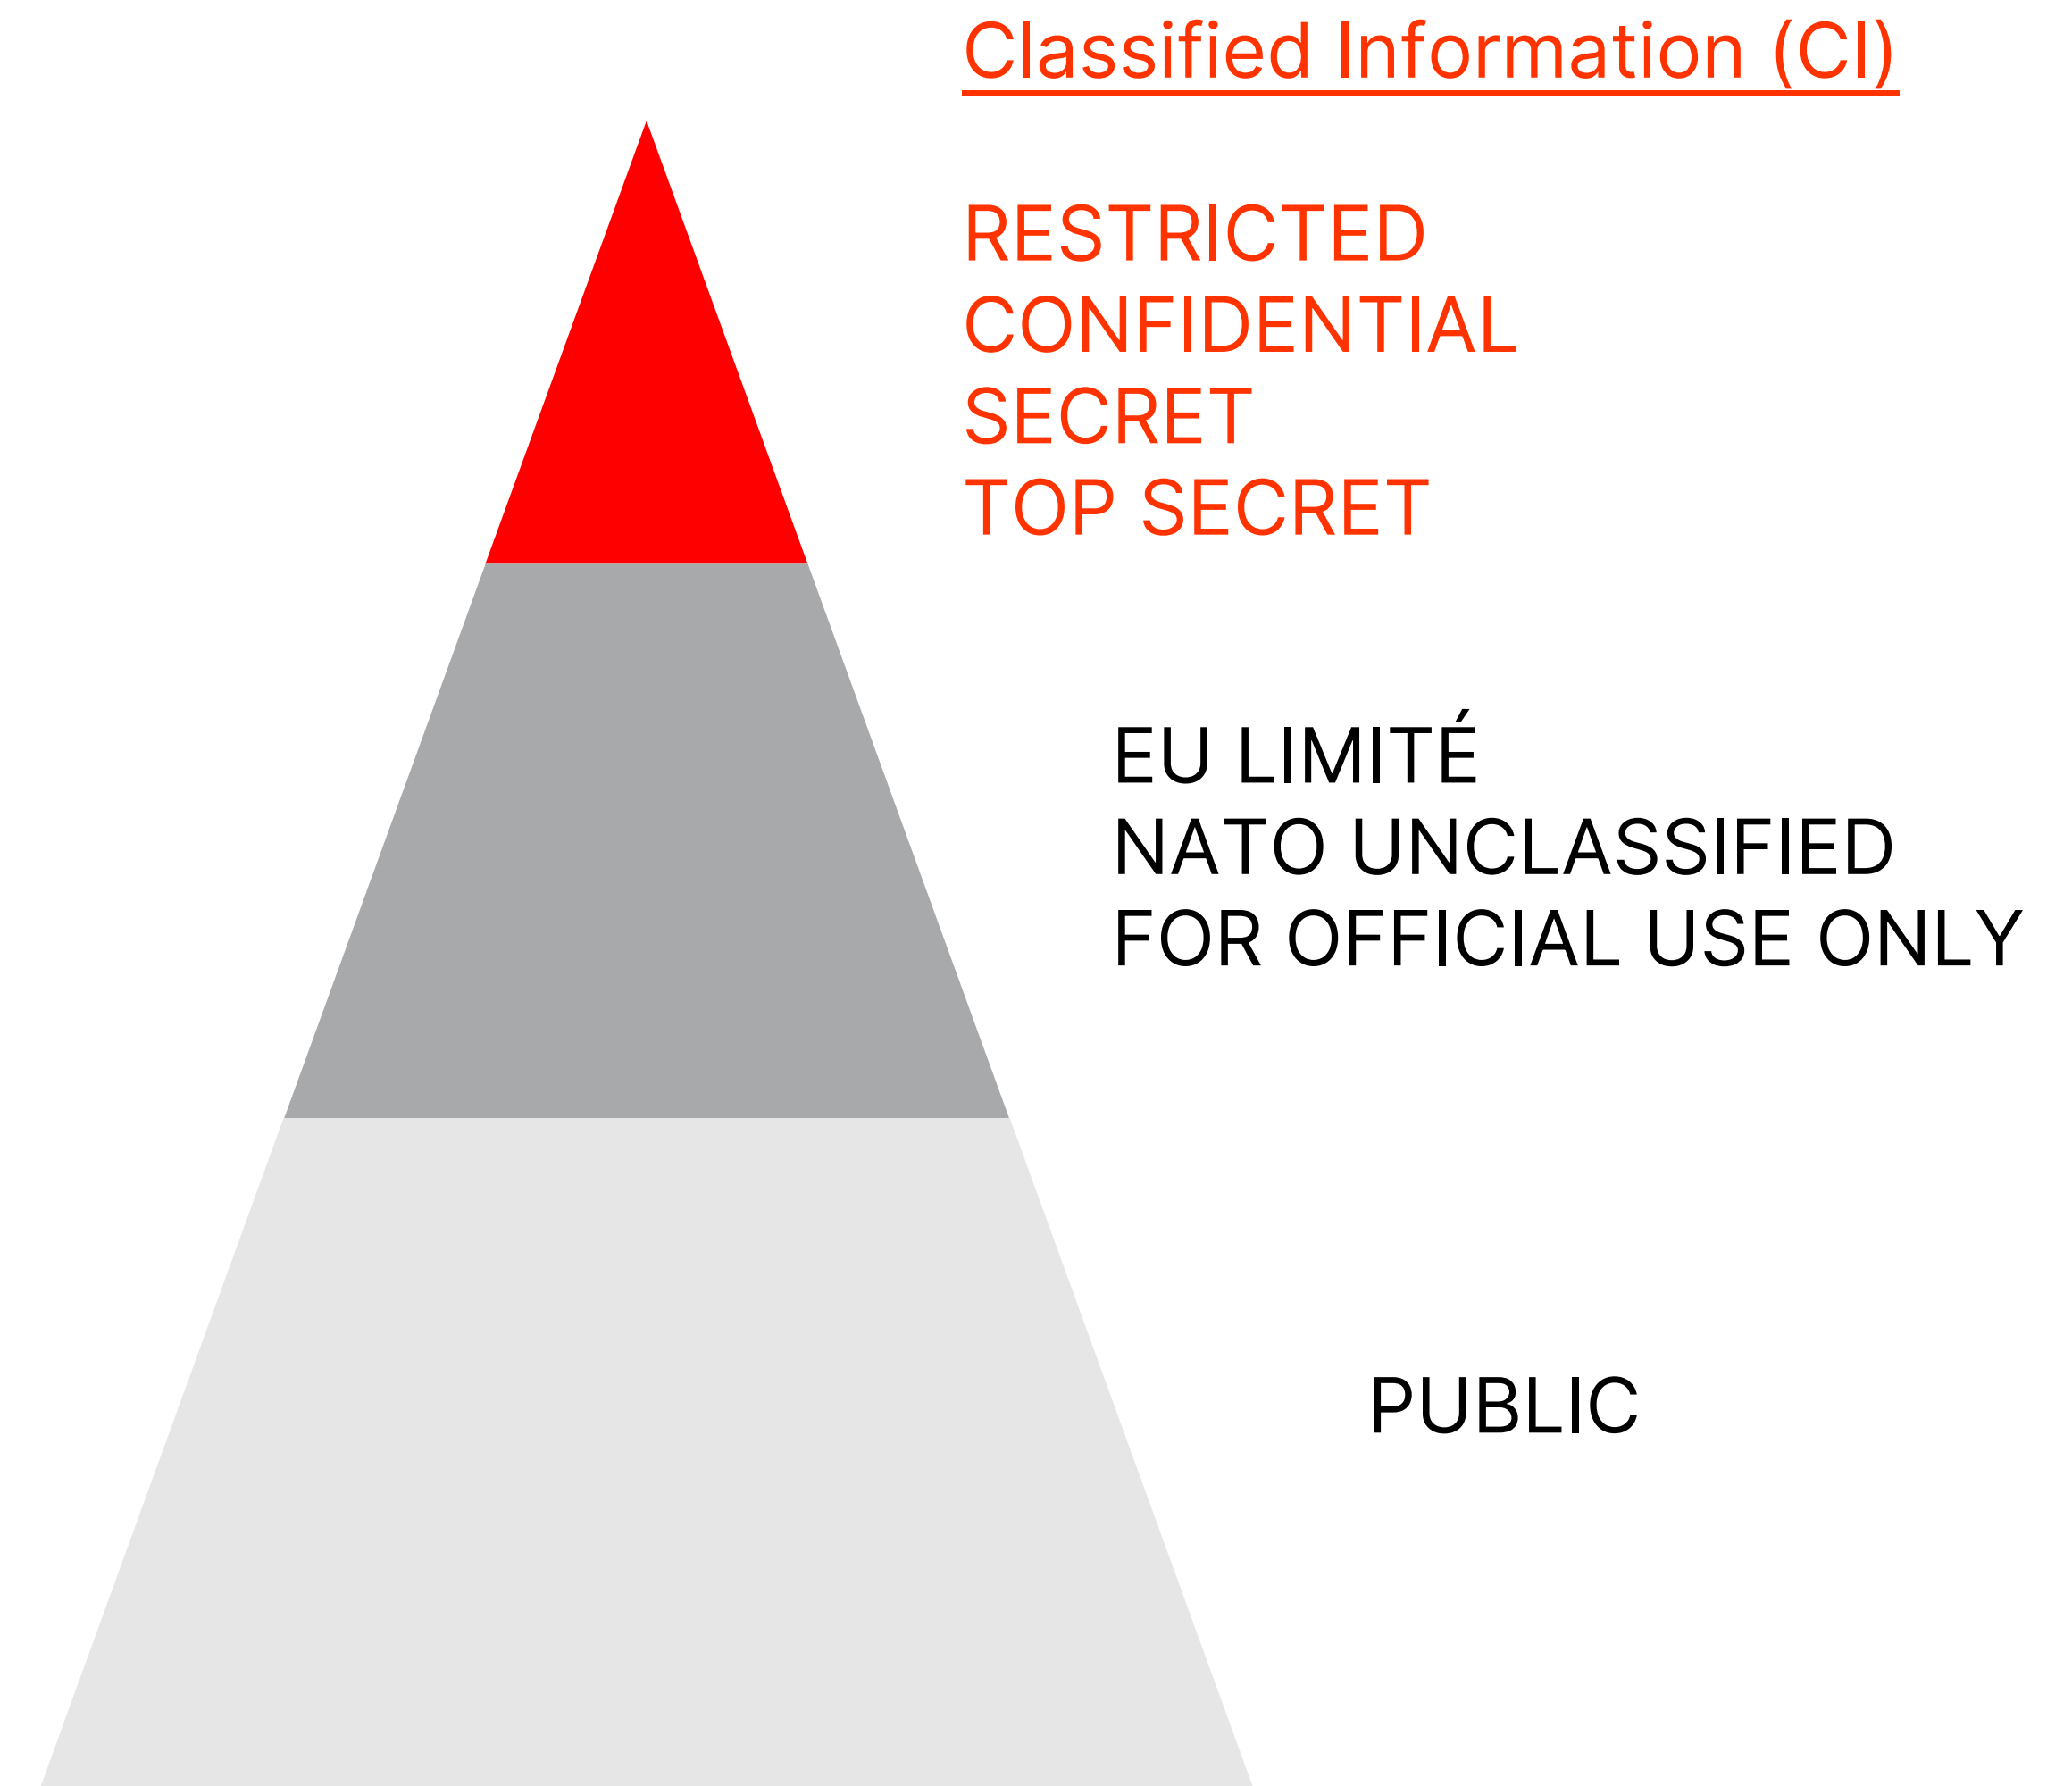 Classified Information (CI)
RESTRICTED
CONFIDENTIAL
SECRET
TOP SECRET
EU LIMITÉ
NATO UNCLASSIFIED
FOR OFFICIAL USE ONLY
PUBLIC